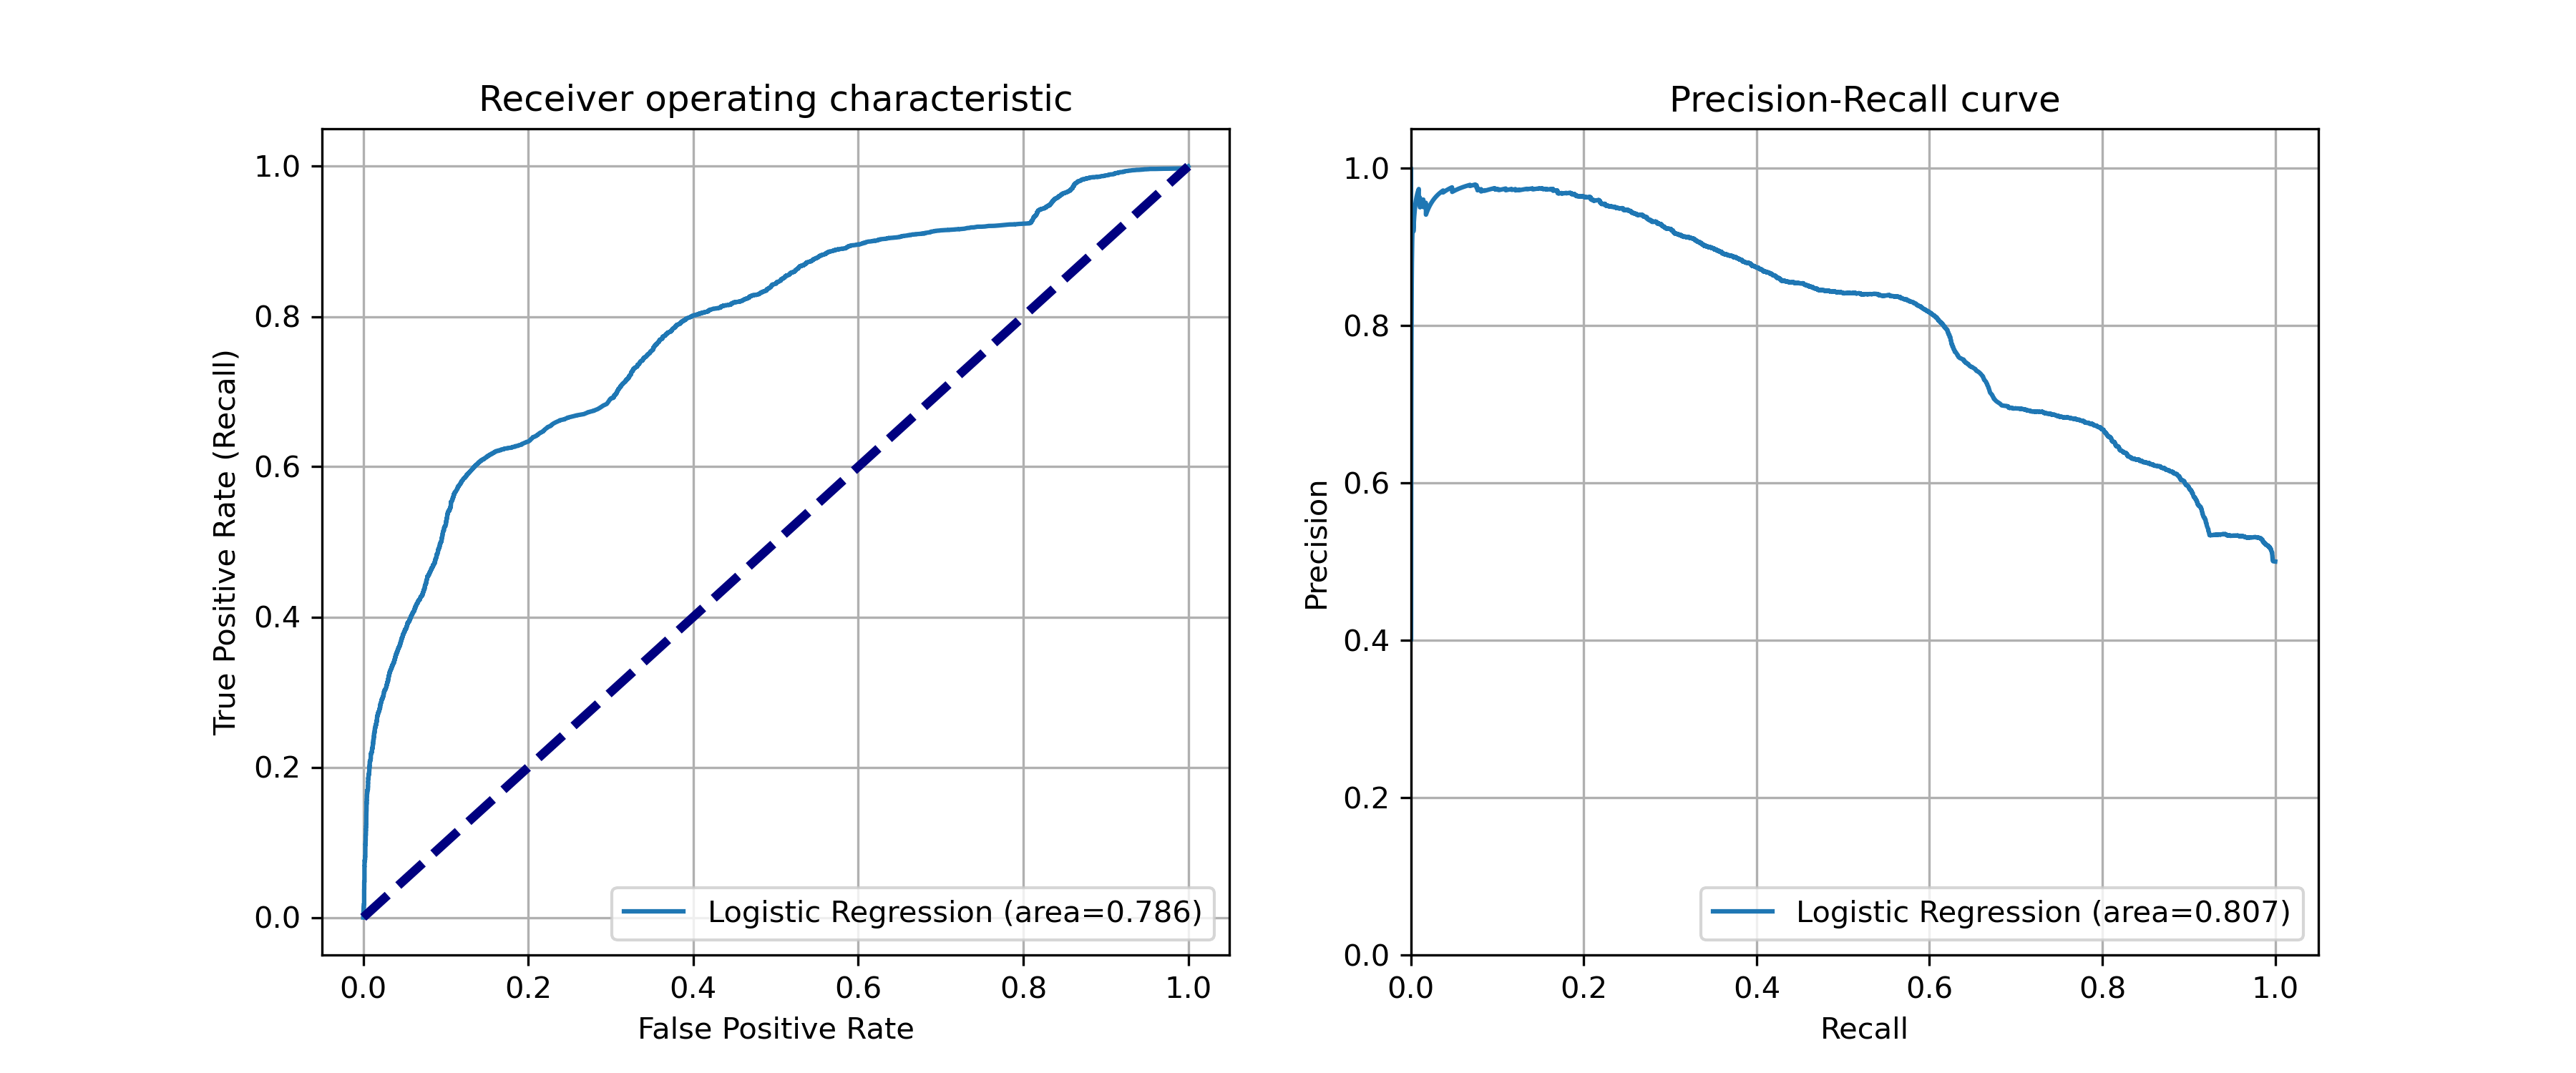 Receiver operating characteristic
True Positive Rate (Recall)
1.0
0.8
0.6
0.4
0.2
0.0
Logistic Regression (area=0.786)
0.0 0.2 0.4 0.6 0.8 1.0
False Positive Rate
Precision-Recall curve
Precision
1.0
0.8
0.6
0.4
0.2
0.0
Logistic Regression (area=0.807)
0.0 0.2 0.4 0.6 0.8 1.0
Recall